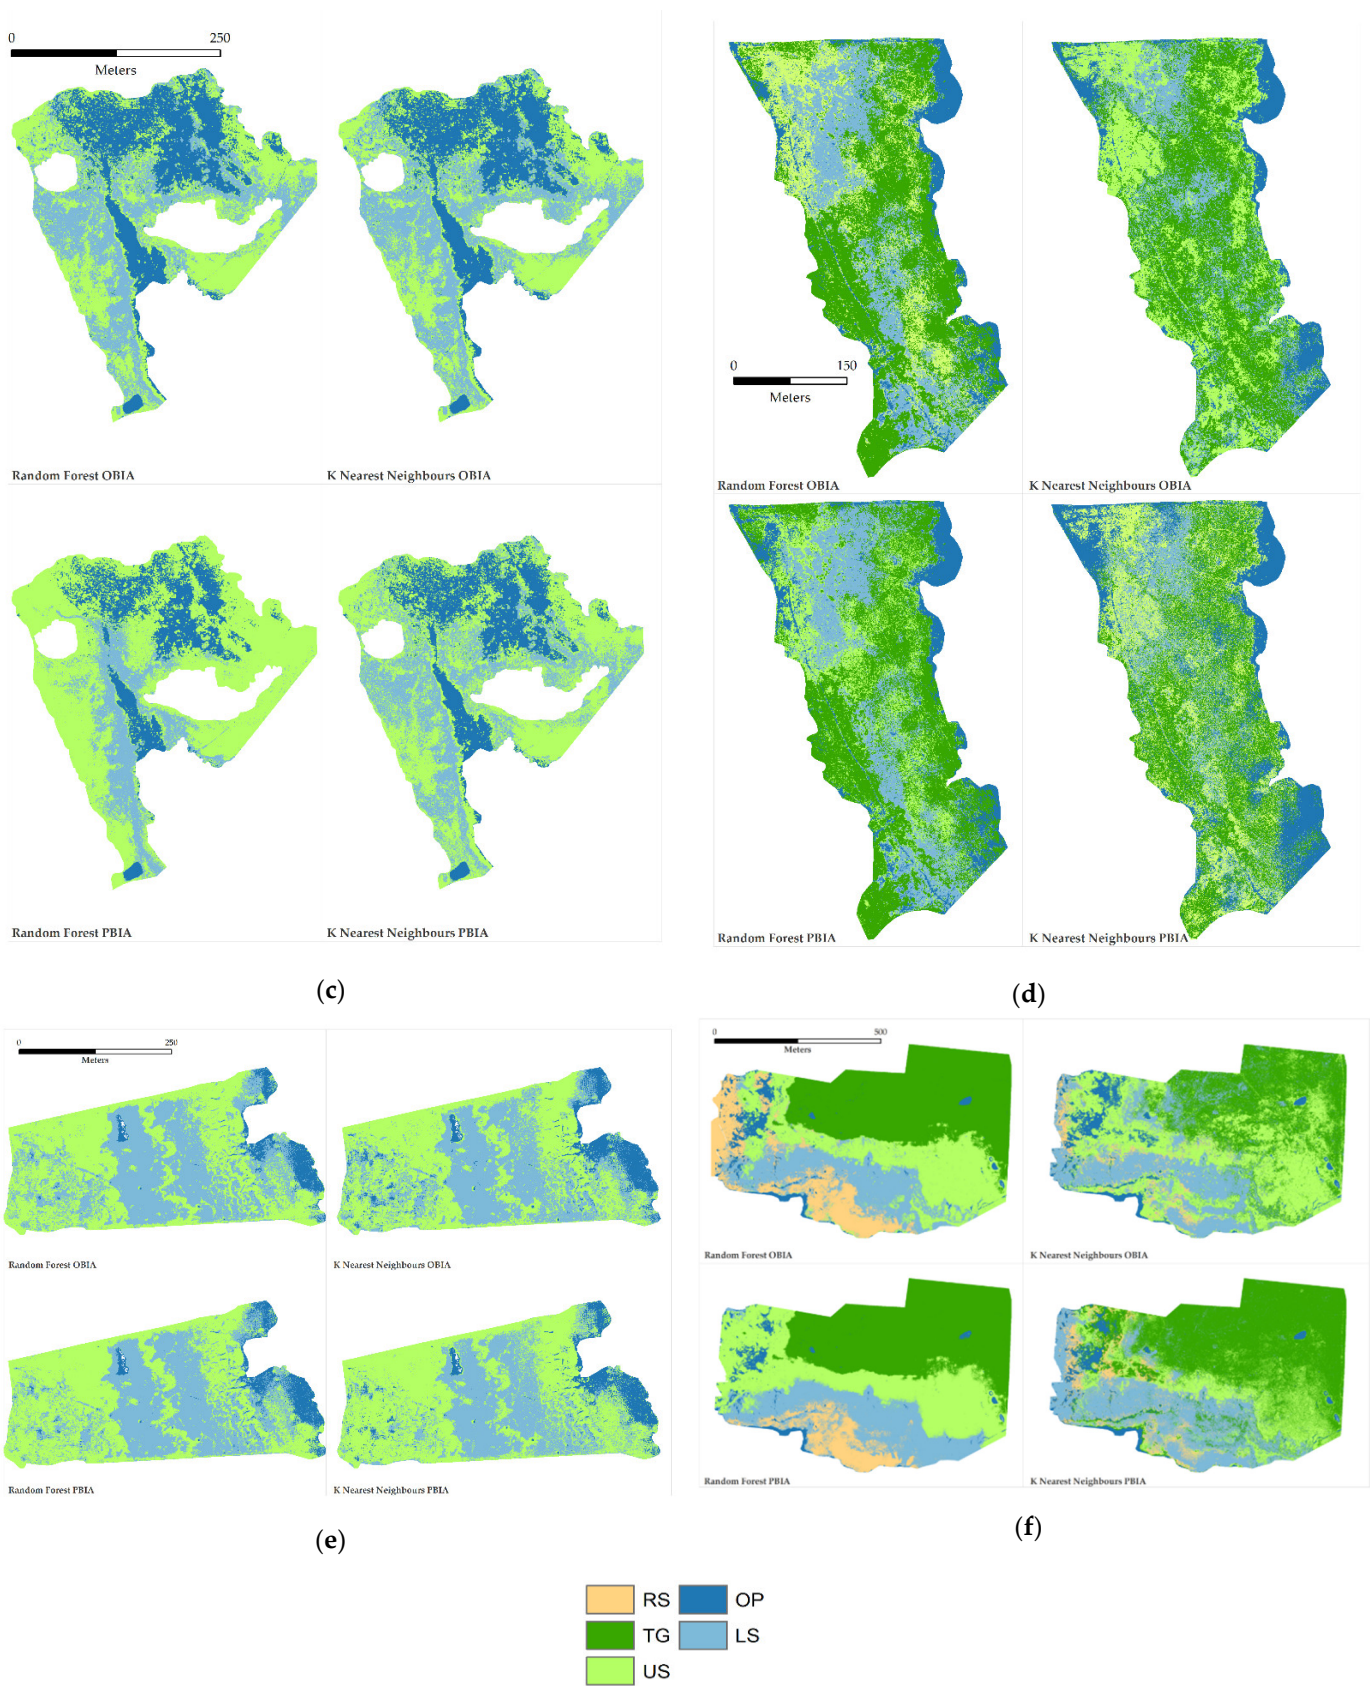 0 250
Meters
Random Forest OBIA
K Nearest Neighbours OBIA
Random Forest PBIA
K Nearest Neighbours PBIA
(c)
0 150
Meters
Random Forest OBIA
K Nearest Neighbours OBIA
Random Forest PBIA
K Nearest Neighbours PBIA
(d)
0 250
Meters
Random Forest OBIA
K Nearest Neighbours OBIA
Random Forest PBIA
K Nearest Neighbours PBIA
(e)
0 500
Meters
Random Forest OBIA
K Nearest Neighbours OBIA
Random Forest PBIA
K Nearest Neighbours PBIA
(f)
RS OP
TG LS
US